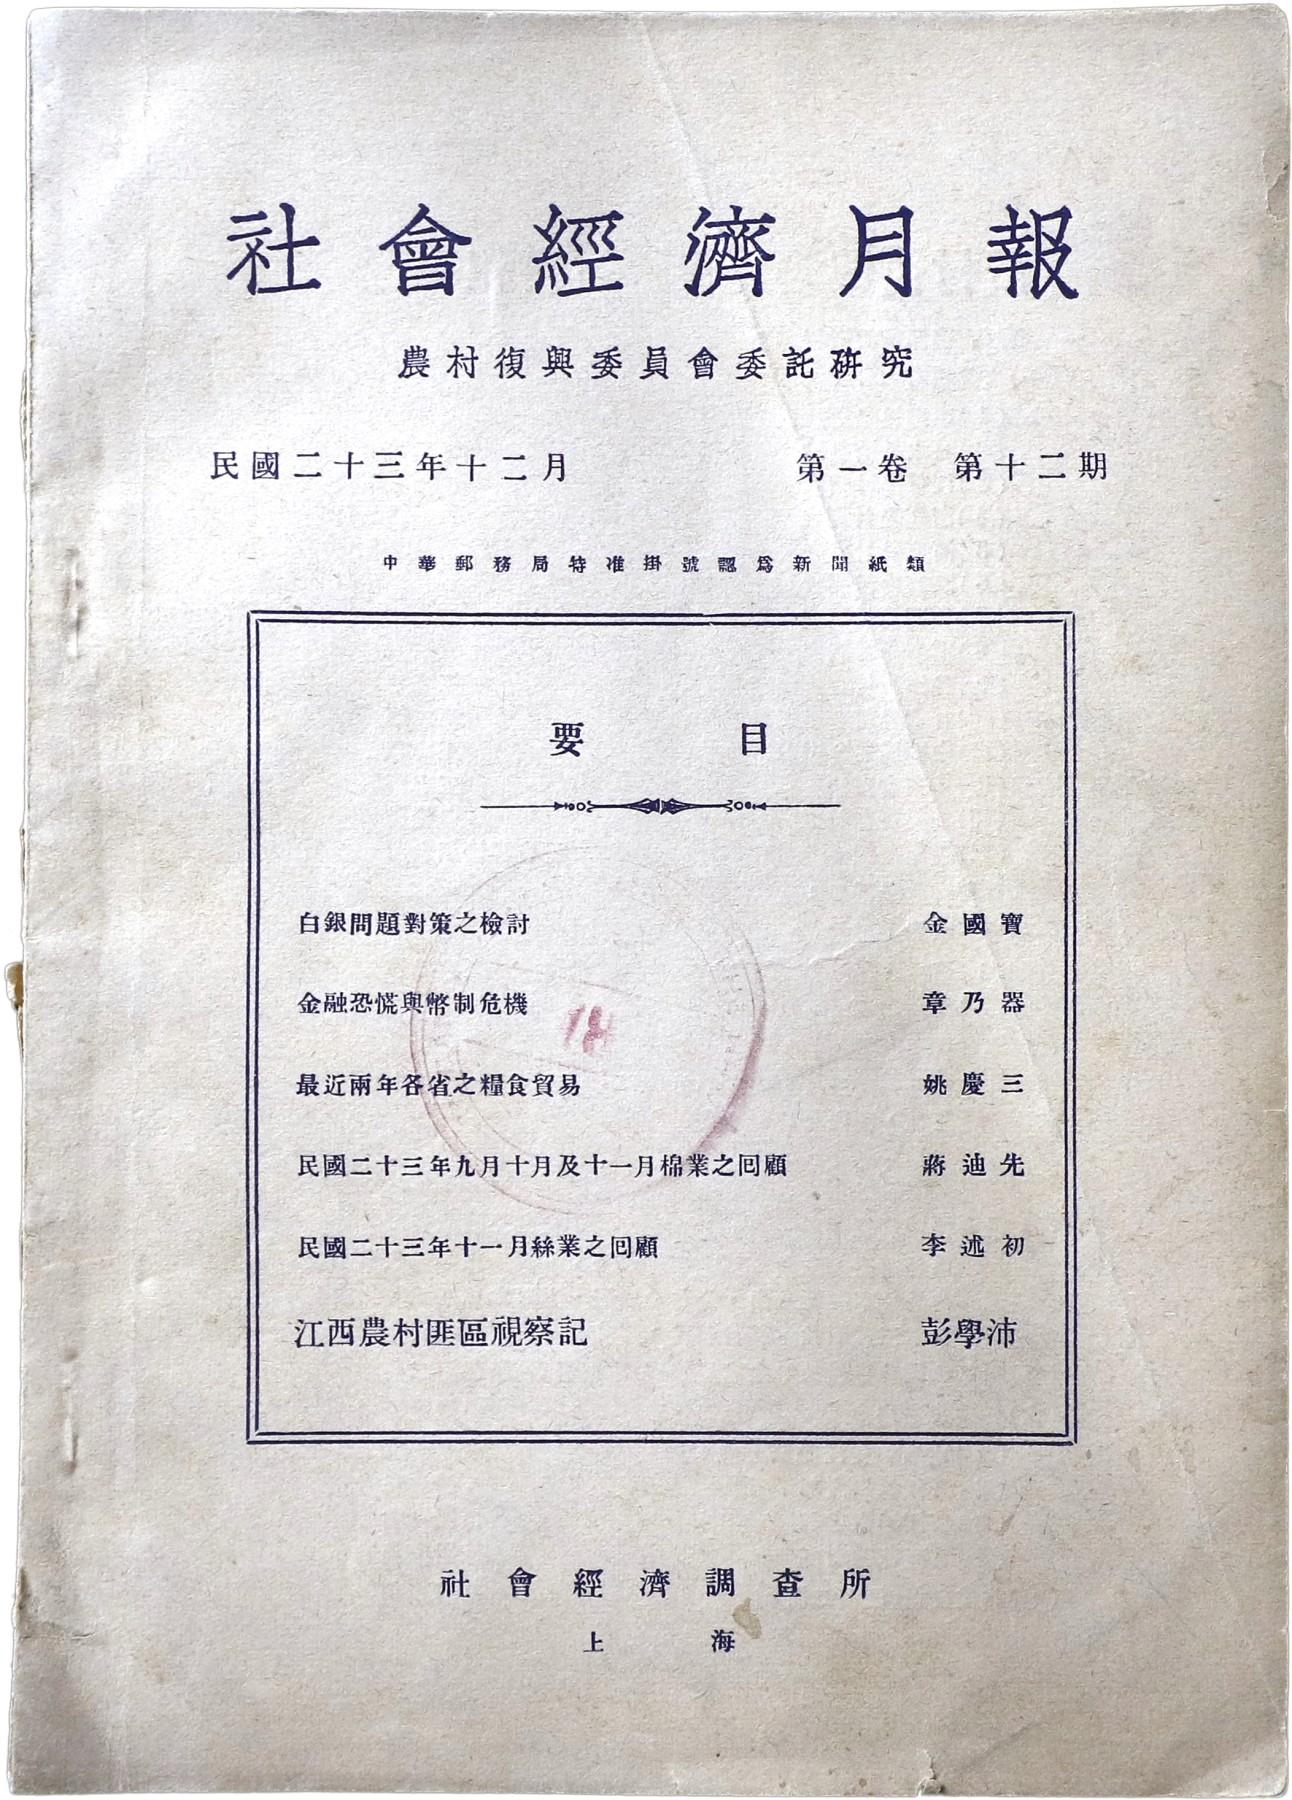 社會經濟月報
農村復興委員會委託研究
民國二十三年十二月 第一卷 第十二期
中華郵務局特准掛號認爲新聞紙類
要目
白銀問題對策之檢討 金國寶
金融恐慌與幣制危機 章乃器
最近兩年各省之糧食貿易 姚慶三
民國二十三年九月十月及十一月棉業之回顧 蔣迪先
民國二十三年十一月絲業之回顧 李述初
江西農村匪區視察記 彭學沛
社會經濟調查所
上海